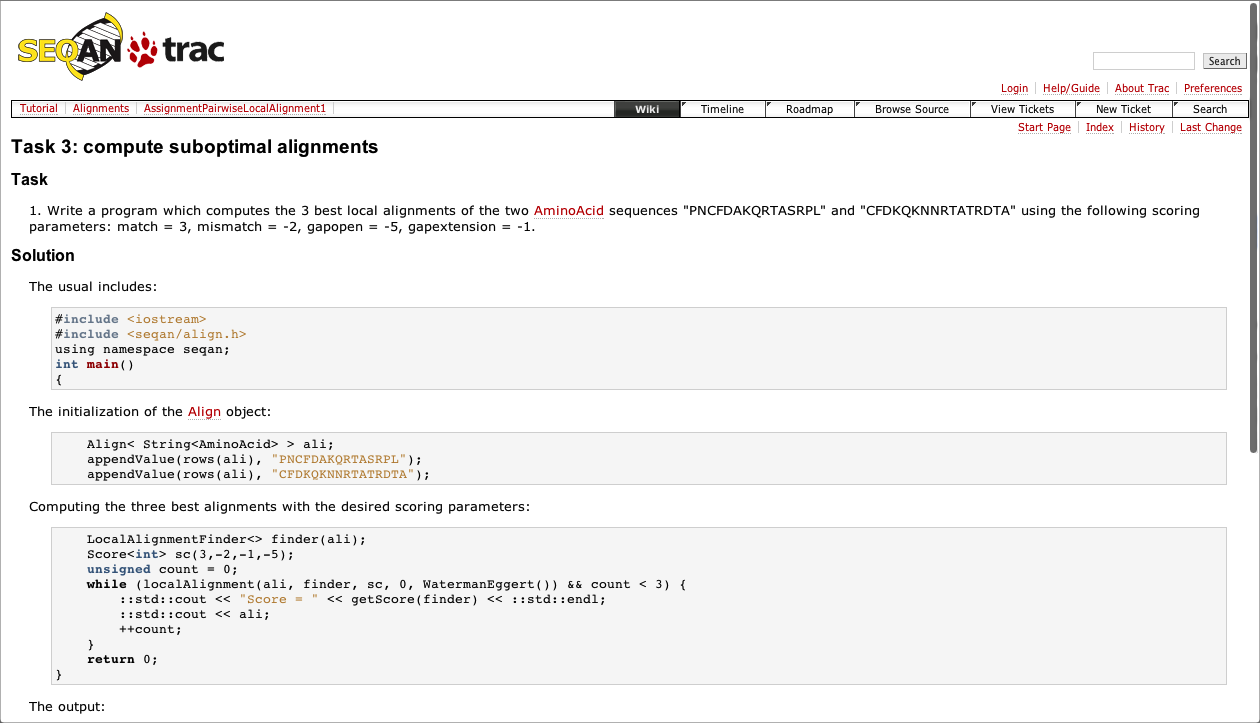 SEQAN trac
Search
Login Help/Guide About Trac Preferences
Tutorial Alignments AssignmentPairwiseLocalAlignment1 Wiki Timeline Roadmap Browse Source View Tickets New Ticket Search
Start Page Index History Last Change
Task 3: compute suboptimal alignments
Task
1. Write a program which computes the 3 best local alignments of the two AminoAcid sequences "PNCFDAKQRTASRPL" and "CFDKQKNNRTATRDTA" using the following scoring
parameters: match = 3, mismatch = -2, gapopen = -5, gapextension = -1.
Solution
The usual includes:
#include <iostream>
#include <seqan/align.h>
using namespace seqan;
int main()
{
The initialization of the Align object:
    Align< String<AminoAcid> > ali;
    appendValue(rows(ali), "PNCFDAKQRTASRPL");
    appendValue(rows(ali), "CFDKQKNNRTATRDTA");
Computing the three best alignments with the desired scoring parameters:
    LocalAlignmentFinder<> finder(ali);
    Score<int> sc(3,-2,-1,-5);
    unsigned count = 0;
    while (localAlignment(ali, finder, sc, 0, WatermanEggert()) && count < 3) {
        ::std::cout << "Score = " << getScore(finder) << ::std::endl;
        ::std::cout << ali;
        ++count;
    }
    return 0;
}
The output: